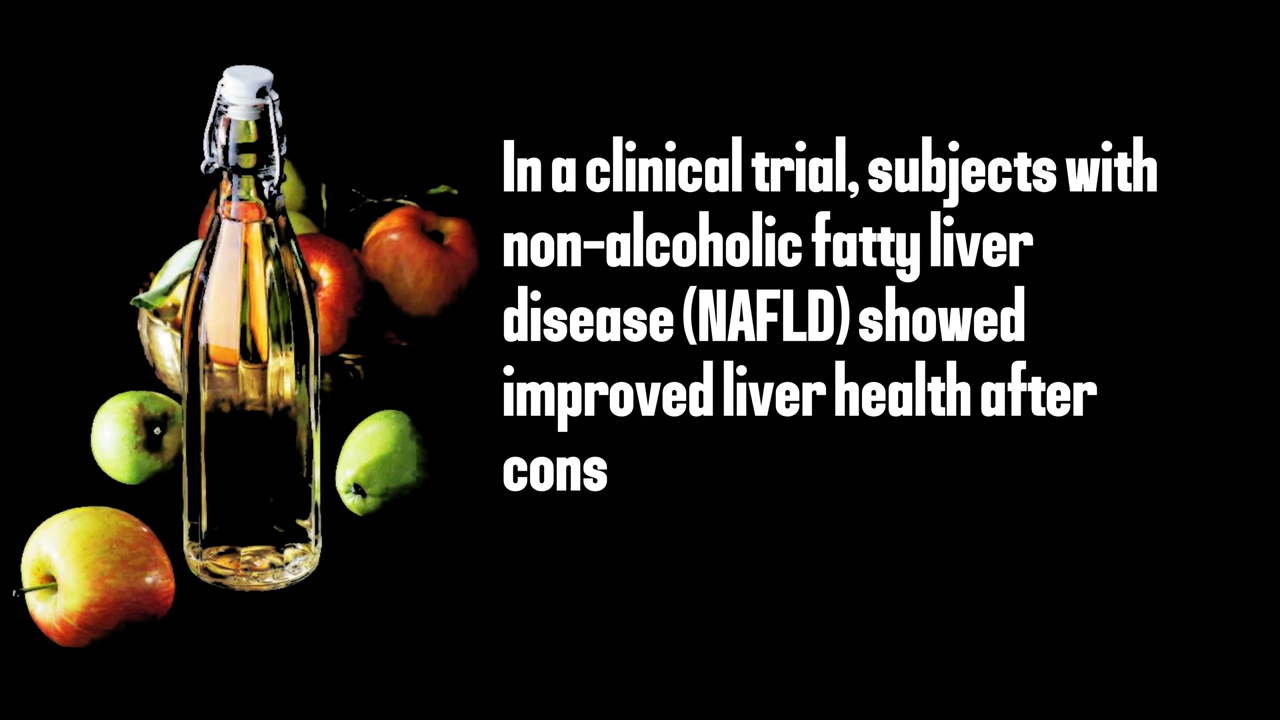 In a clinical trial, subjects with
non-alcoholic fatty liver
disease (NAFLD) showed
improved liver health after
cons